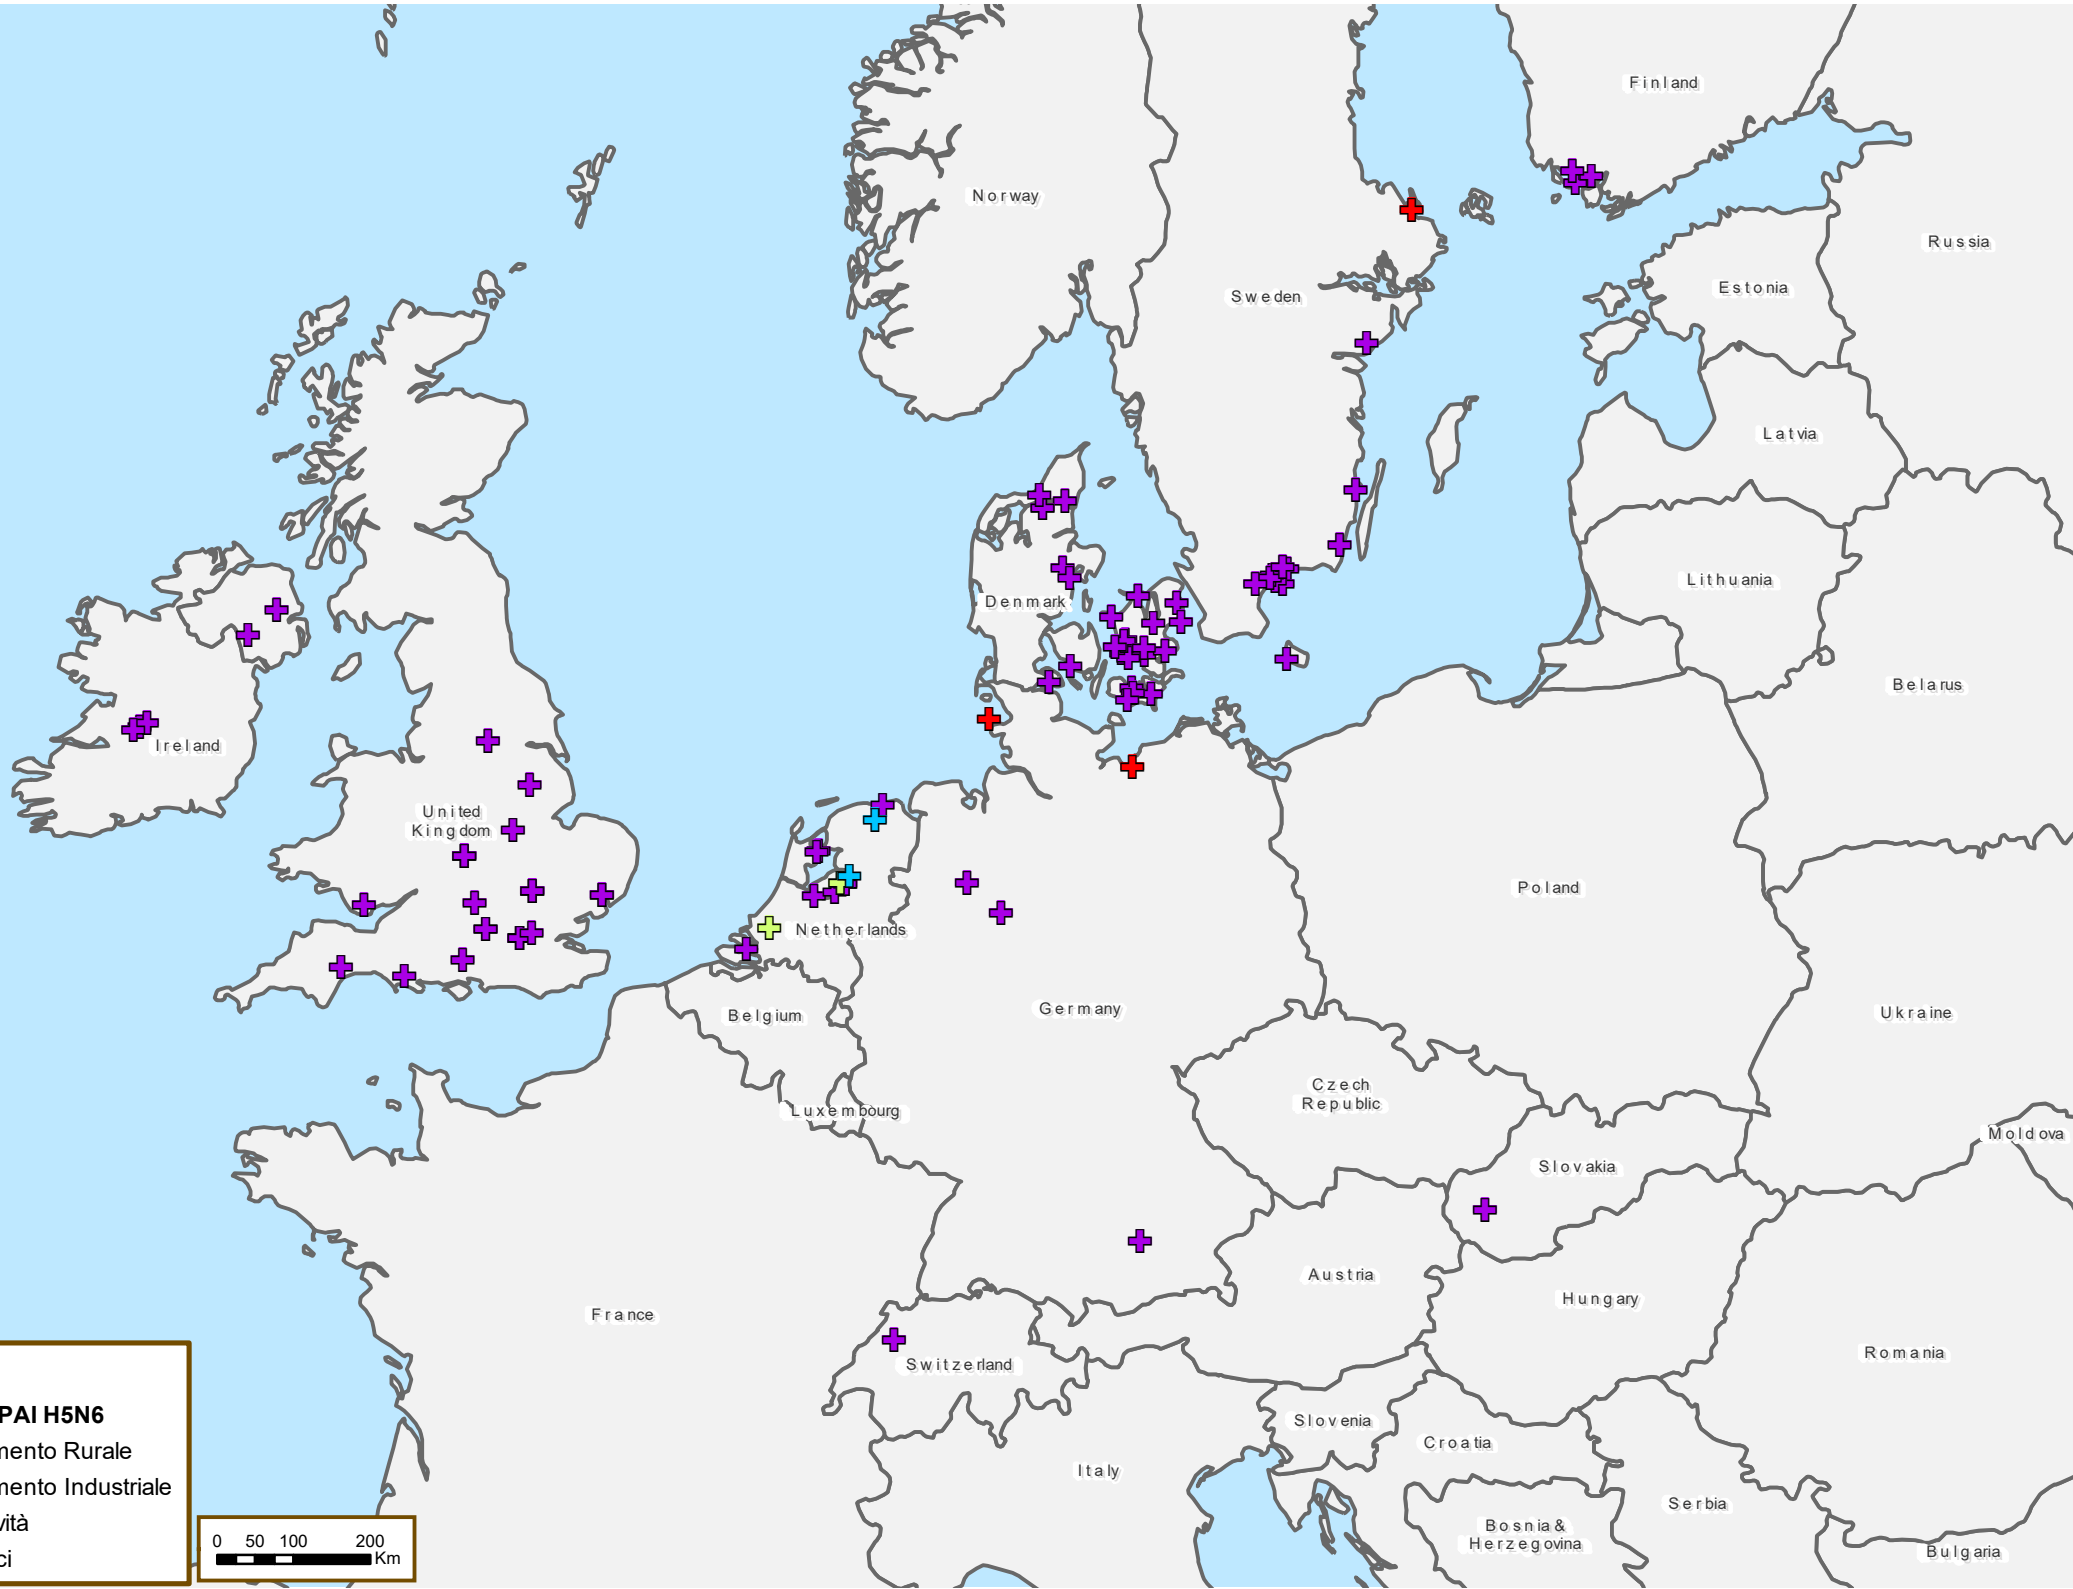 Finland
Norway
Russia
Sweden
Estonia
Latvia
Lithuania
Denmark
Belarus
Ireland
United
Kingdom
Poland
Netherlands
Germany
Belgium
Ukraine
Czech
Republic
Luxembourg
Moldova
Slovakia
Austria
Hungary
France
Romania
Switzerland
PAI H5N6
Slovenia
Croatia
mento Rurale
Italy
mento Industriale
Serbia
vità
Bosnia &
Herzegovina
0 50 100 200
Km
ci
Bulgaria